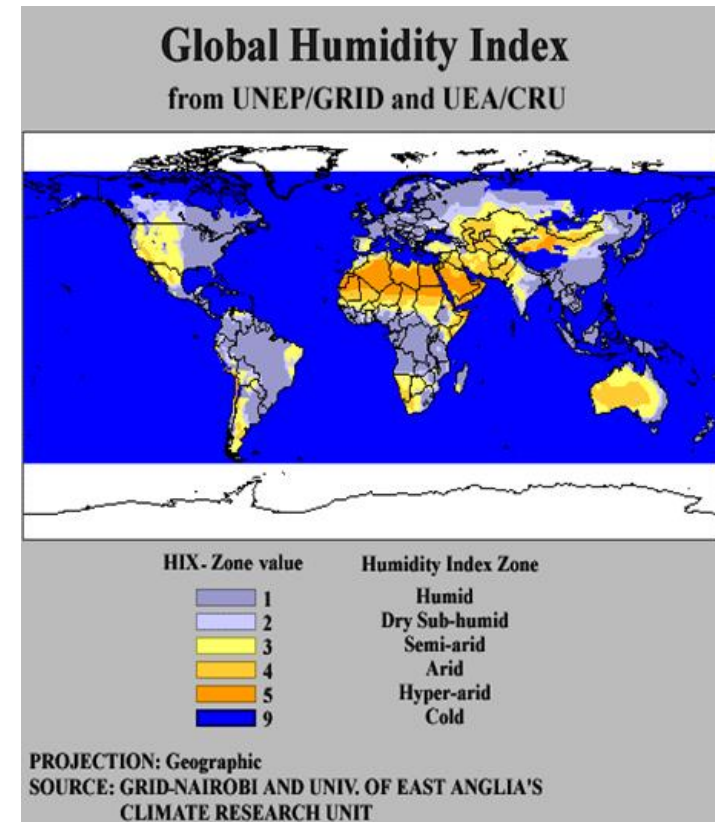 Global Humidity Index
from UNEP/GRID and UEA/CRU
HIX- Zone value Humidity Index Zone
1 Humid
2 Dry Sub-humid
3 Semi-arid
4 Arid
5 Hyper-arid
9 Cold
PROJECTION: Geographic
SOURCE: GRID-NAIROBI AND UNIV. OF EAST ANGLIA'S
CLIMATE RESEARCH UNIT